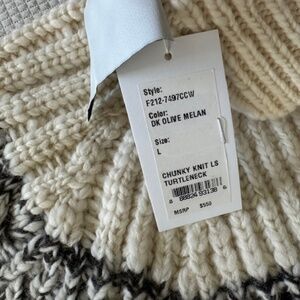 Style:
F212-7497CCW
Color:
DK OLIVE MELAN
Size:
L
CHUNKY KNIT LS
TURTLENECK
MSRP $550